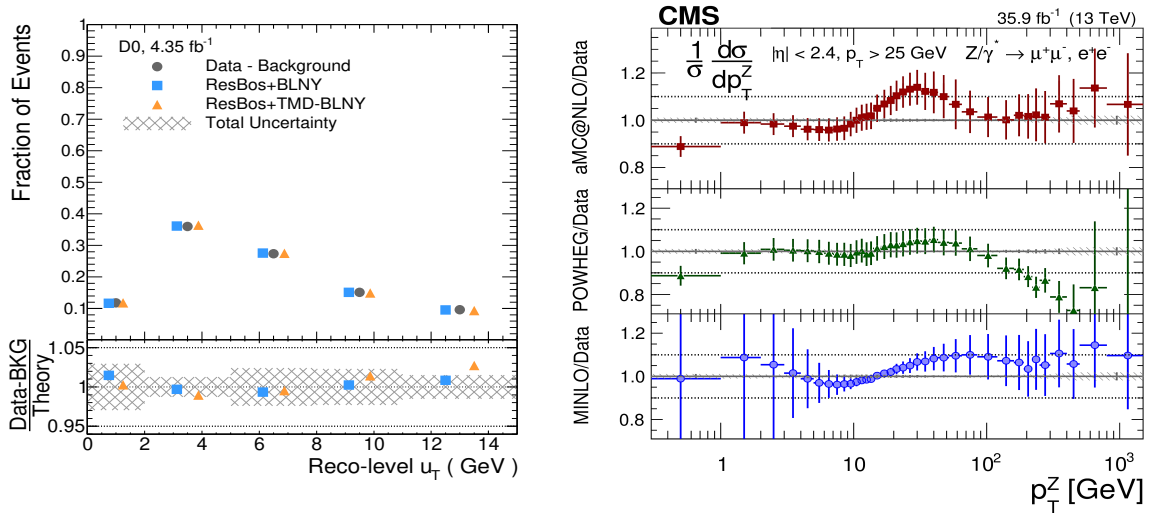 Fraction of Events
1
0.9
0.8
0.7
0.6
0.5
0.4
0.3
0.2
0.1
D0, 4.35 fb⁻¹
Data - Background
ResBos+BLNY
ResBos+TMD-BLNY
Total Uncertainty
Data-BKG
Theory
1.05
1.00
0.95
0 2 4 6 8 10 12 14
Reco-level u_T ( GeV )
CMS
35.9 fb⁻¹ (13 TeV)
1/σ dσ/dp_T^Z
|η| < 2.4, p_T > 25 GeV Z/γ* → μ⁺μ⁻, e⁺e⁻
aMC@NLO/Data
1.2
1.0
0.8
POWHEG/Data
1.2
1.0
0.8
MINLO/Data
1.2
1.0
0.8
1 10 10² 10³
p_T^Z [GeV]